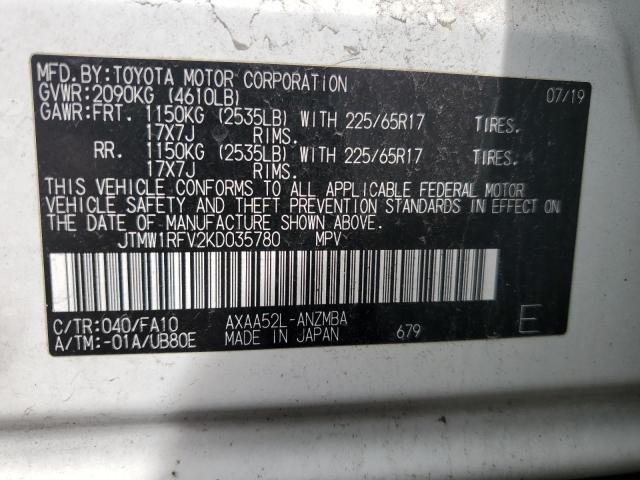 MFD.BY:TOYOTA MOTOR CORPORATION 07/19
GVWR:2090KG (4610LB)
GAWR:FRT. 1150KG (2535LB) WITH 225/65R17 TIRES.
17X7J RIMS.
RR. 1150KG (2535LB) WITH 225/65R17 TIRES.
17X7J RIMS.
THIS VEHICLE CONFORMS TO ALL APPLICABLE FEDERAL MOTOR
VEHICLE SAFETY AND THEFT PREVENTION STANDARDS IN EFFECT ON
THE DATE OF MANUFACTURE SHOWN ABOVE.
JTMW1RFV2KD035780 MPV
C/TR:040/FA10 AXAA52L-ANZMBA E
A/TM:-01A/UB80E MADE IN JAPAN 679